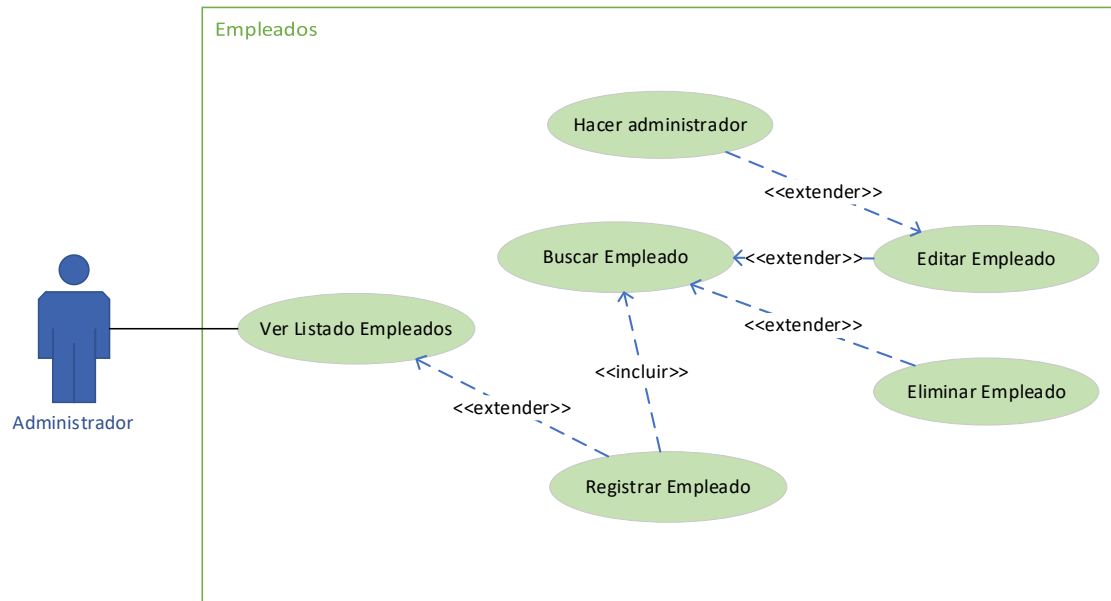 Empleados
Hacer administrador
<<extender>>
Buscar Empleado
<<extender>>
Editar Empleado
<<extender>>
Ver Listado Empleados
<<incluir>>
Eliminar Empleado
<<extender>>
Administrador
Registrar Empleado